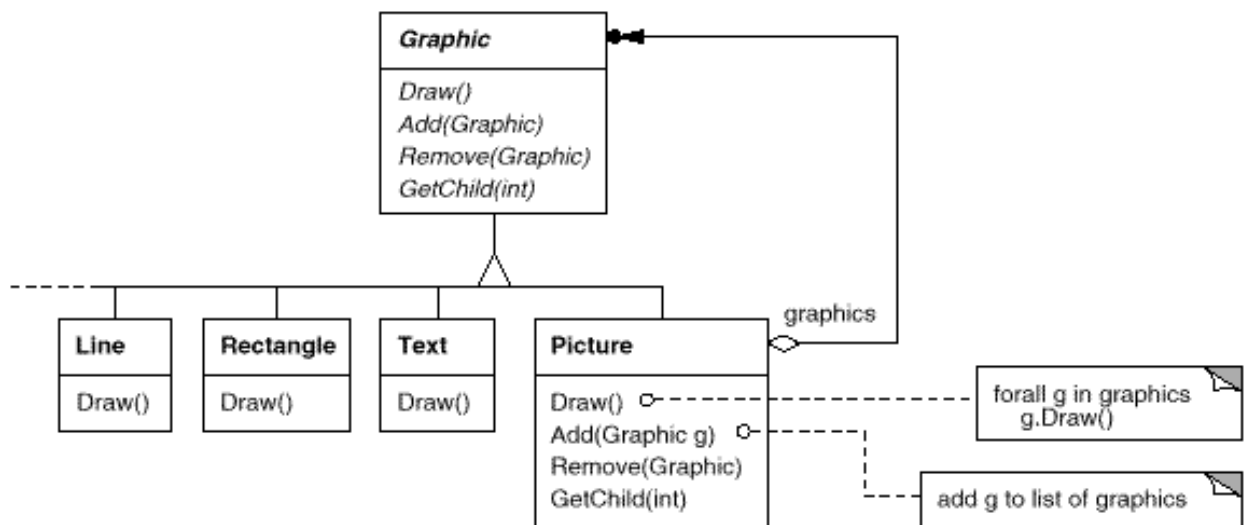 Graphic
Draw()
Add(Graphic)
Remove(Graphic)
GetChild(int)
graphics
Line
Draw()
Rectangle
Draw()
Text
Draw()
Picture
Draw()
Add(Graphic g)
Remove(Graphic)
GetChild(int)
forall g in graphics
g.Draw()
add g to list of graphics